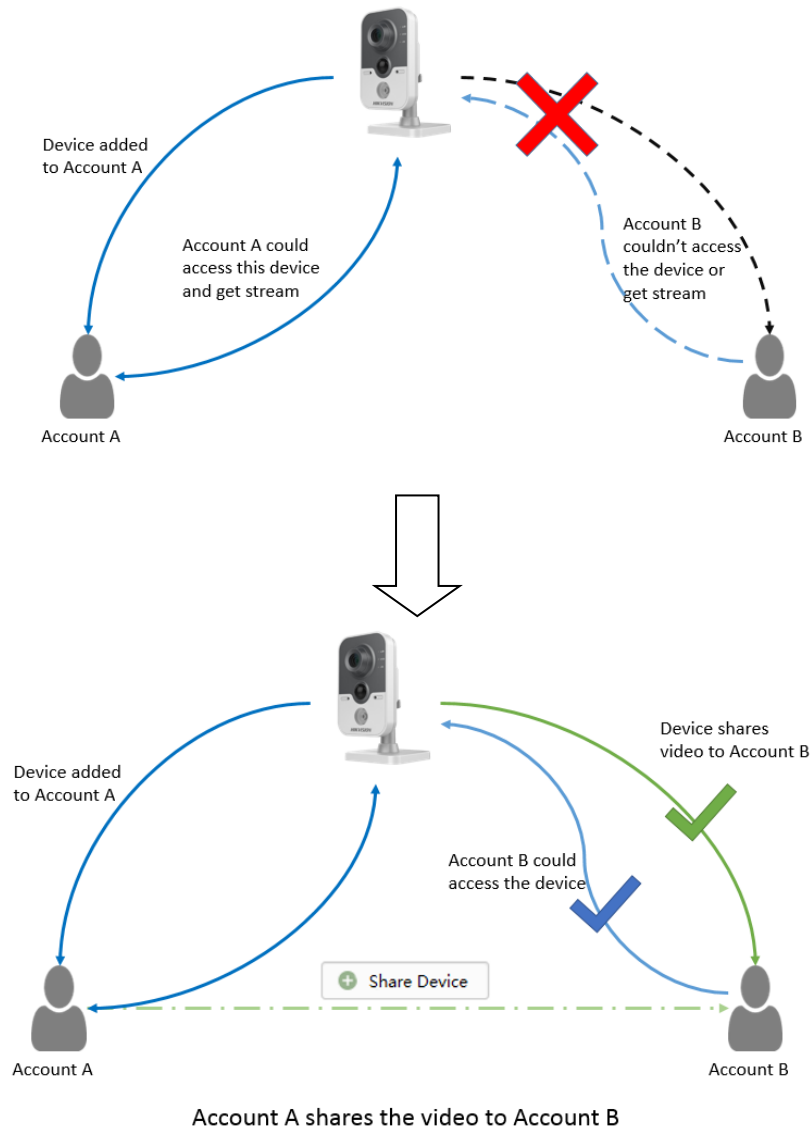 HIKVISION
Device added
to Account A
Account A could
access this device
and get stream
Account B
couldn't access
the device or
get stream
Account A
Account B
HIKVISION
Device shares
video to Account B
Device added
to Account A
Account B could
access the device
Share Device
Account A
Account B
Account A shares the video to Account B